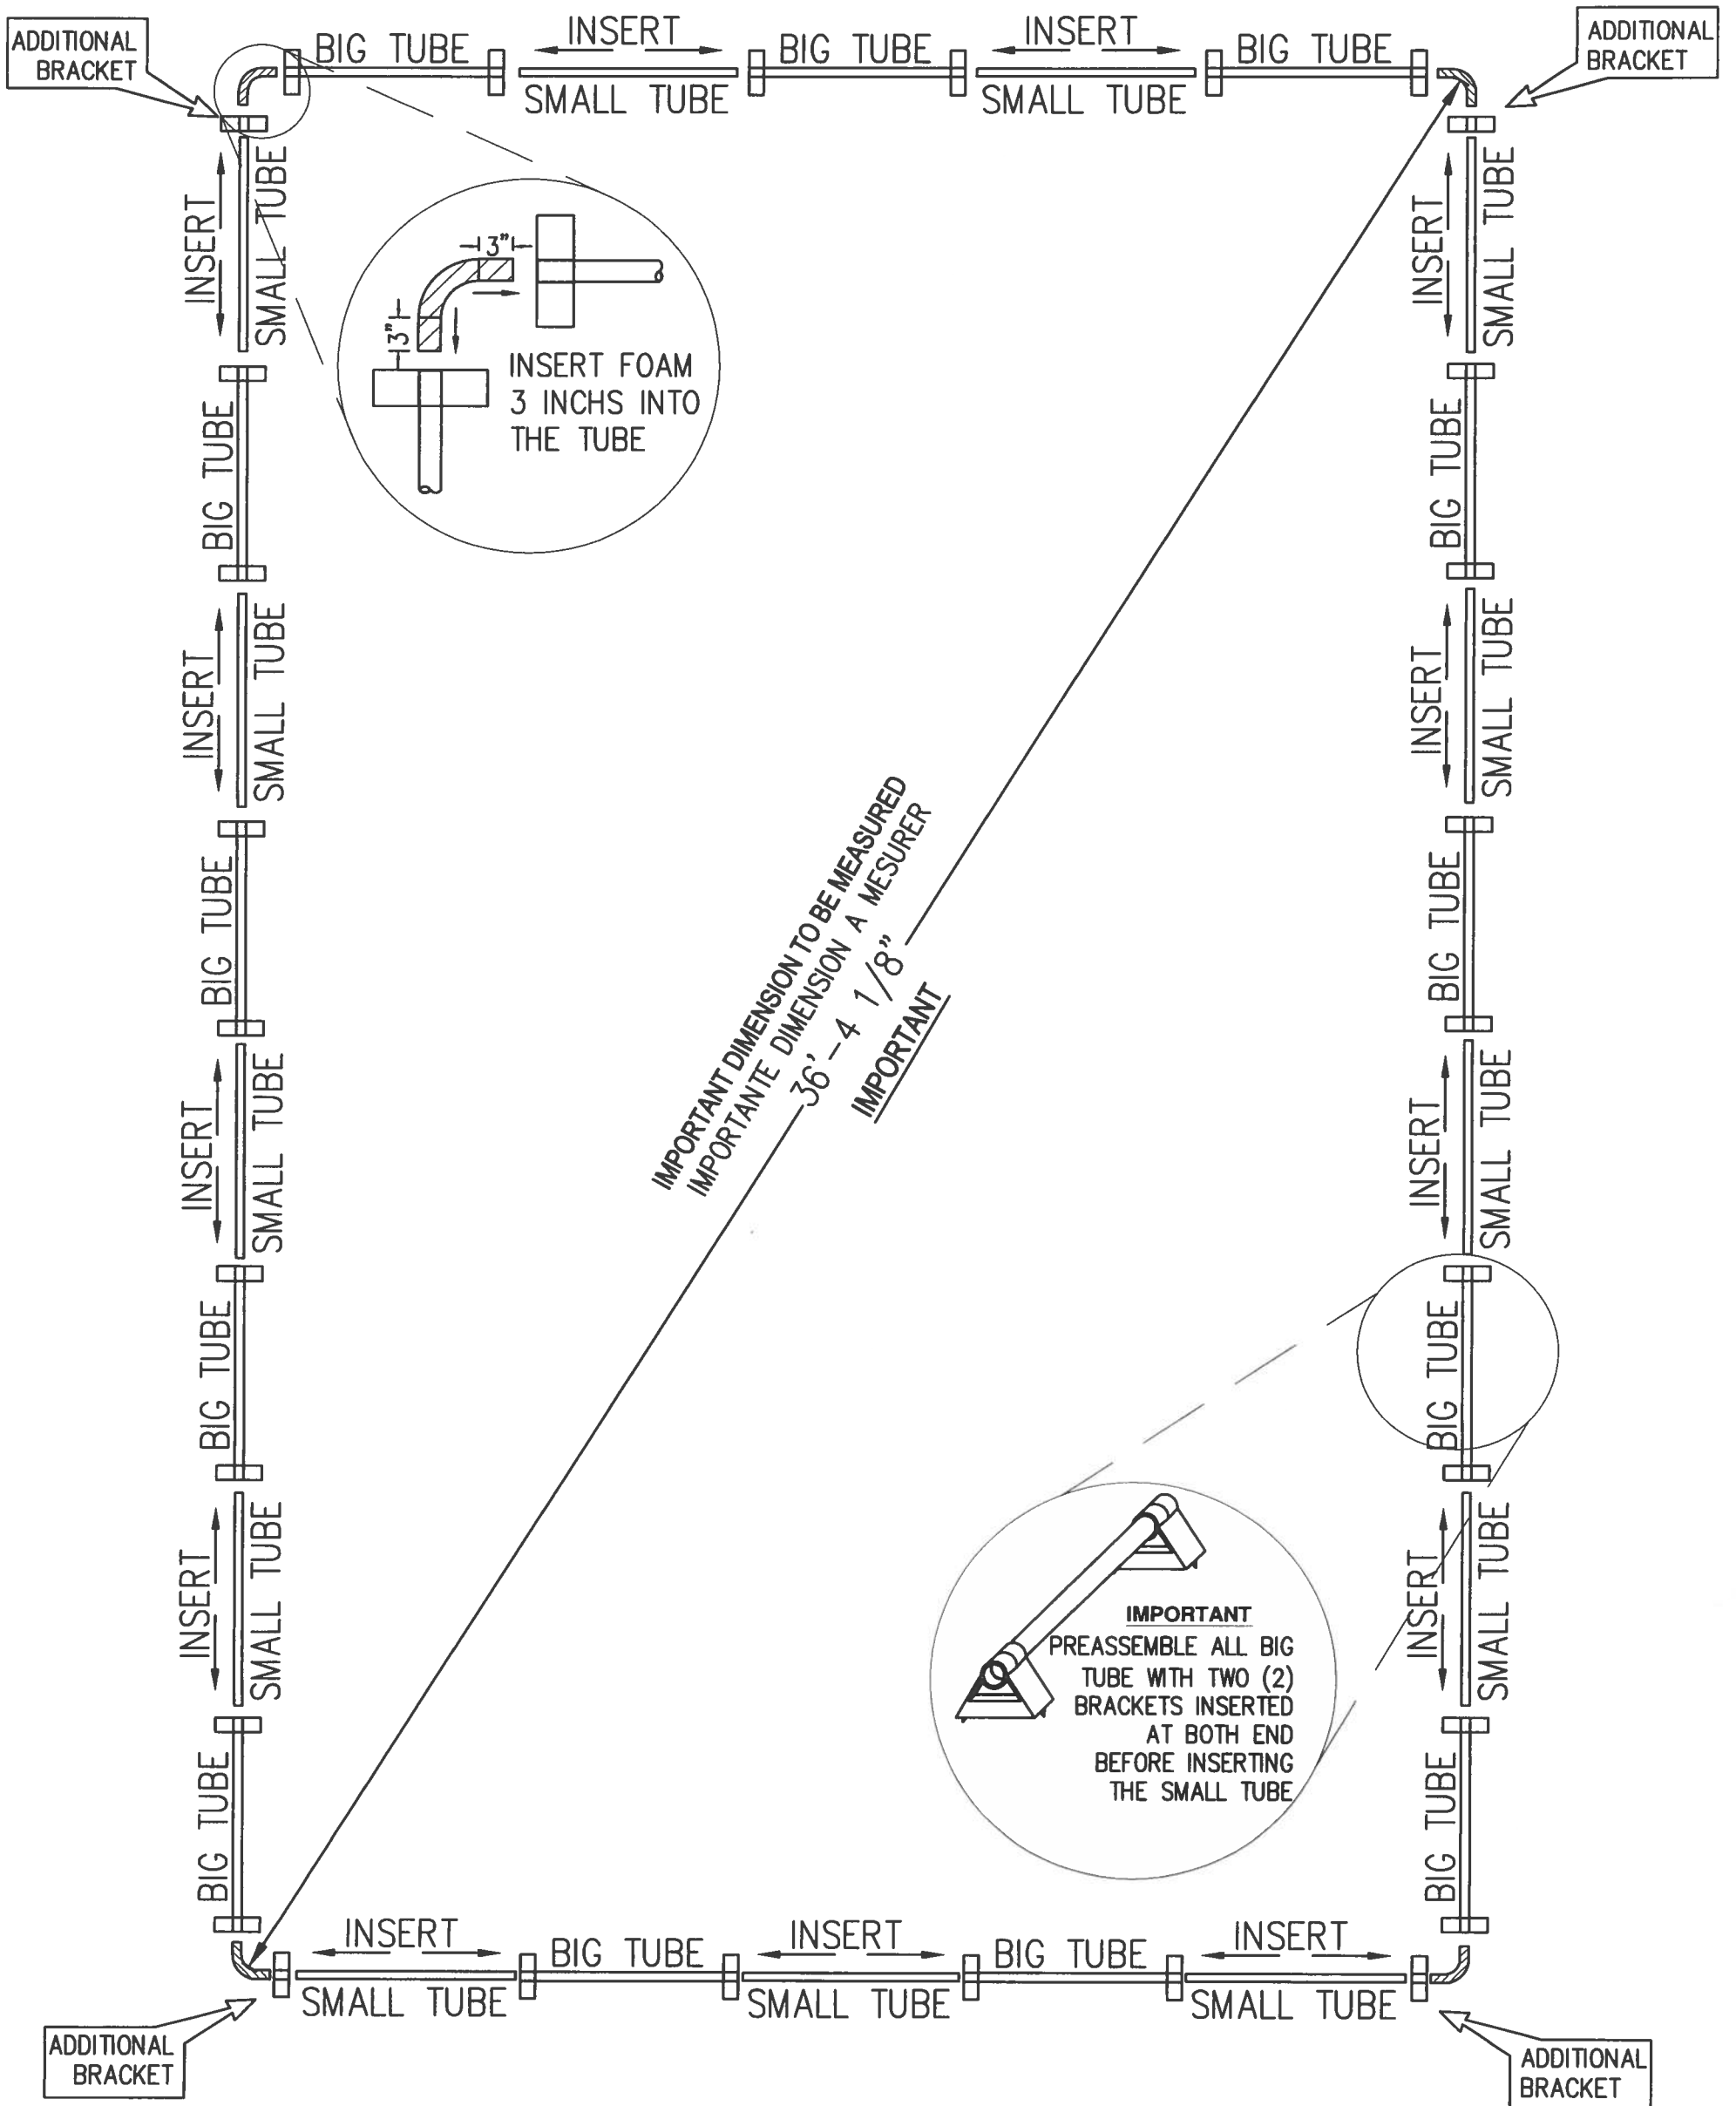 ADDITIONAL
BRACKET
BIG TUBE
INSERT
SMALL TUBE
BIG TUBE
INSERT
SMALL TUBE
BIG TUBE
ADDITIONAL
BRACKET
INSERT
SMALL TUBE
BIG TUBE
INSERT
SMALL TUBE
BIG TUBE
INSERT
SMALL TUBE
BIG TUBE
INSERT
SMALL TUBE
BIG TUBE
3"
3"
INSERT FOAM
3 INCHS INTO
THE TUBE
IMPORTANT DIMENSION TO BE MEASURED
IMPORTANTE DIMENSION A MESURER
36'-4 1/8"
IMPORTANT
INSERT
SMALL TUBE
BIG TUBE
INSERT
SMALL TUBE
BIG TUBE
INSERT
SMALL TUBE
BIG TUBE
INSERT
SMALL TUBE
BIG TUBE
IMPORTANT
PREASSEMBLE ALL BIG
TUBE WITH TWO (2)
BRACKETS INSERTED
AT BOTH END
BEFORE INSERTING
THE SMALL TUBE
INSERT
SMALL TUBE
BIG TUBE
INSERT
SMALL TUBE
BIG TUBE
INSERT
SMALL TUBE
ADDITIONAL
BRACKET
ADDITIONAL
BRACKET